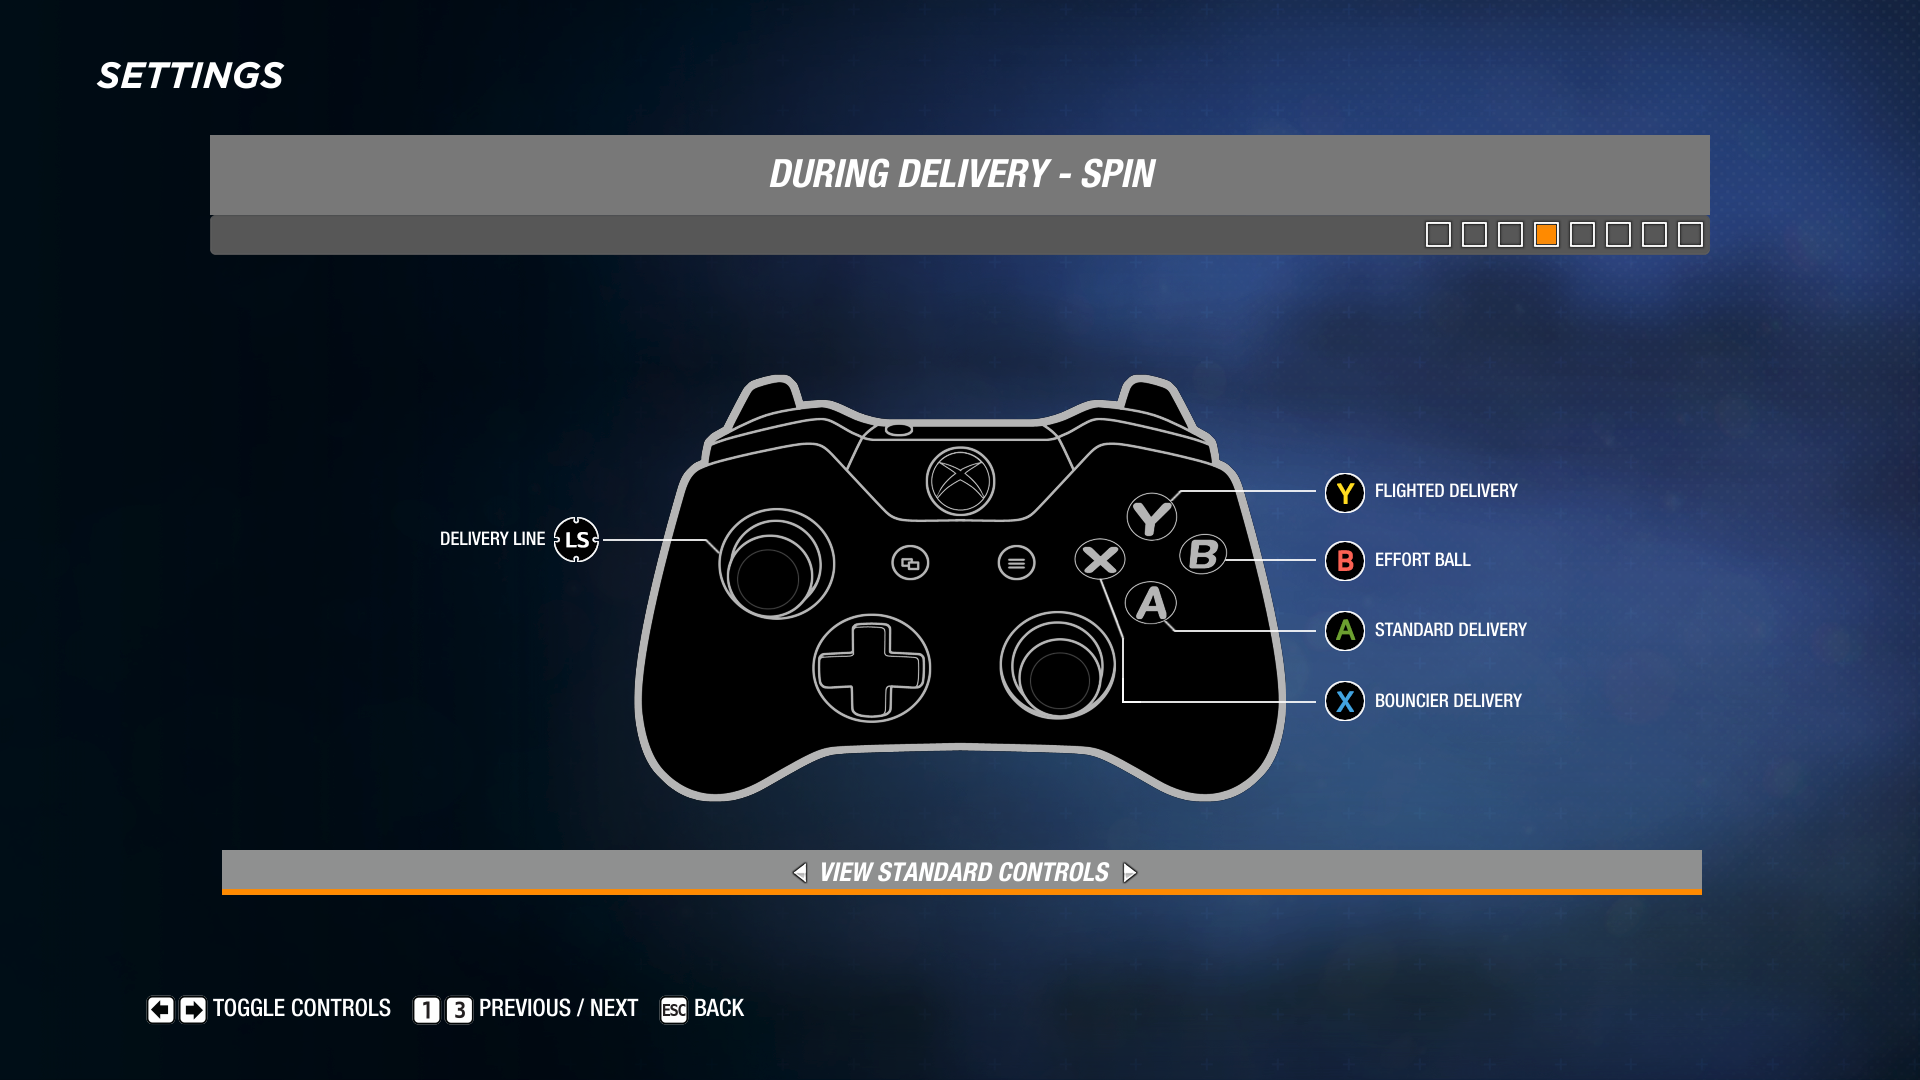 SETTINGS
DURING DELIVERY - SPIN
DELIVERY LINE LS
Y FLIGHTED DELIVERY
Y
B EFFORT BALL
X B
A STANDARD DELIVERY
A
X BOUNCIER DELIVERY
VIEW STANDARD CONTROLS
TOGGLE CONTROLS 1 3 PREVIOUS / NEXT ESC BACK